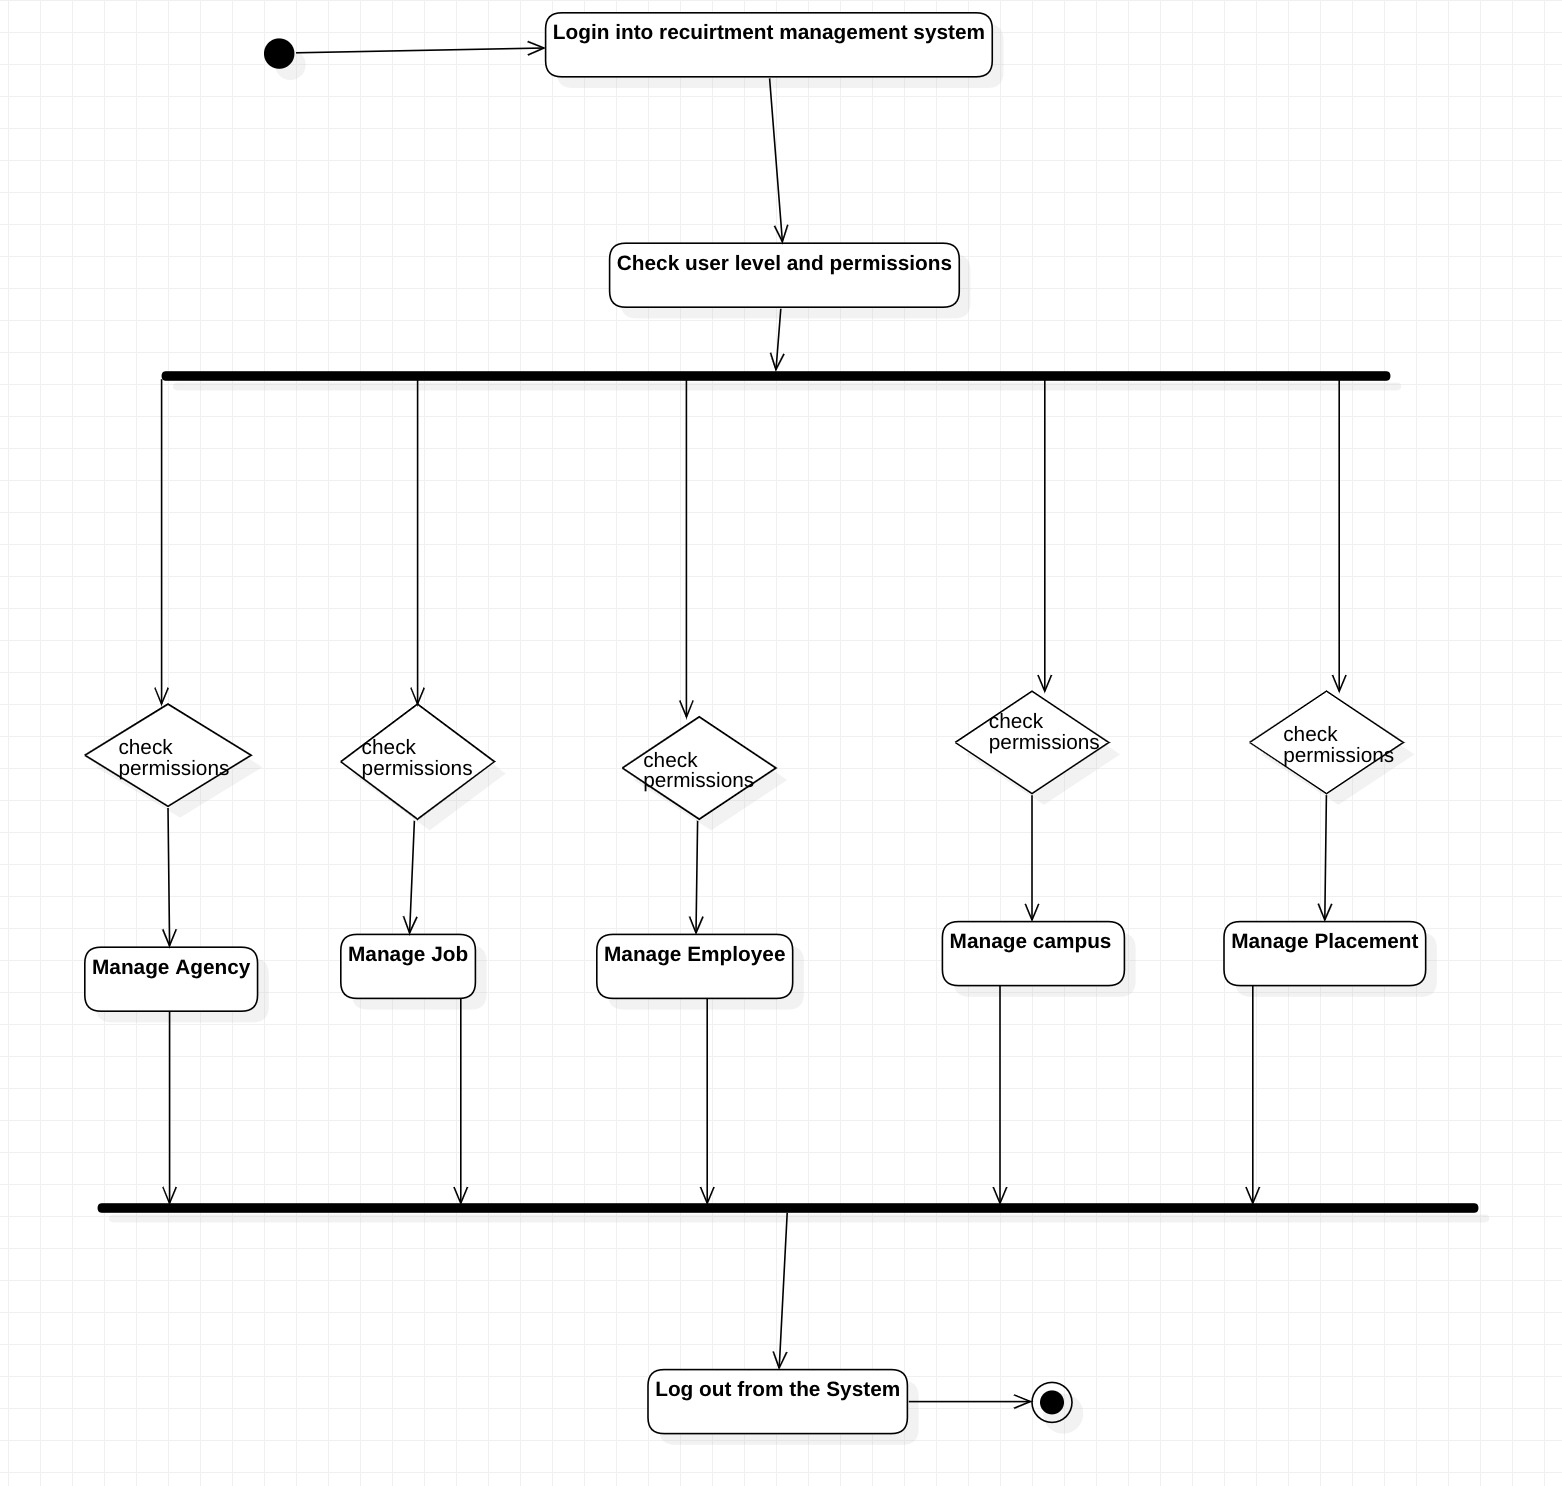 Login into recuirtment management system
Check user level and permissions
check
permissions
check
permissions
check
permissions
check
permissions
check
permissions
Manage Agency
Manage Job
Manage Employee
Manage campus
Manage Placement
Log out from the System